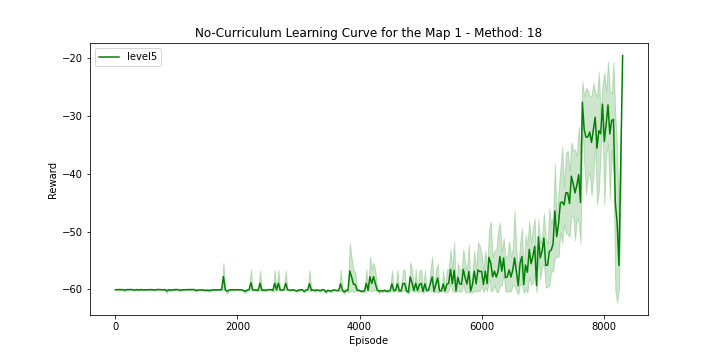 No-Curriculum Learning Curve for the Map 1 - Method: 18
level5
−20
−30
−40
−50
−60
Reward
0
2000
4000
6000
8000
Episode